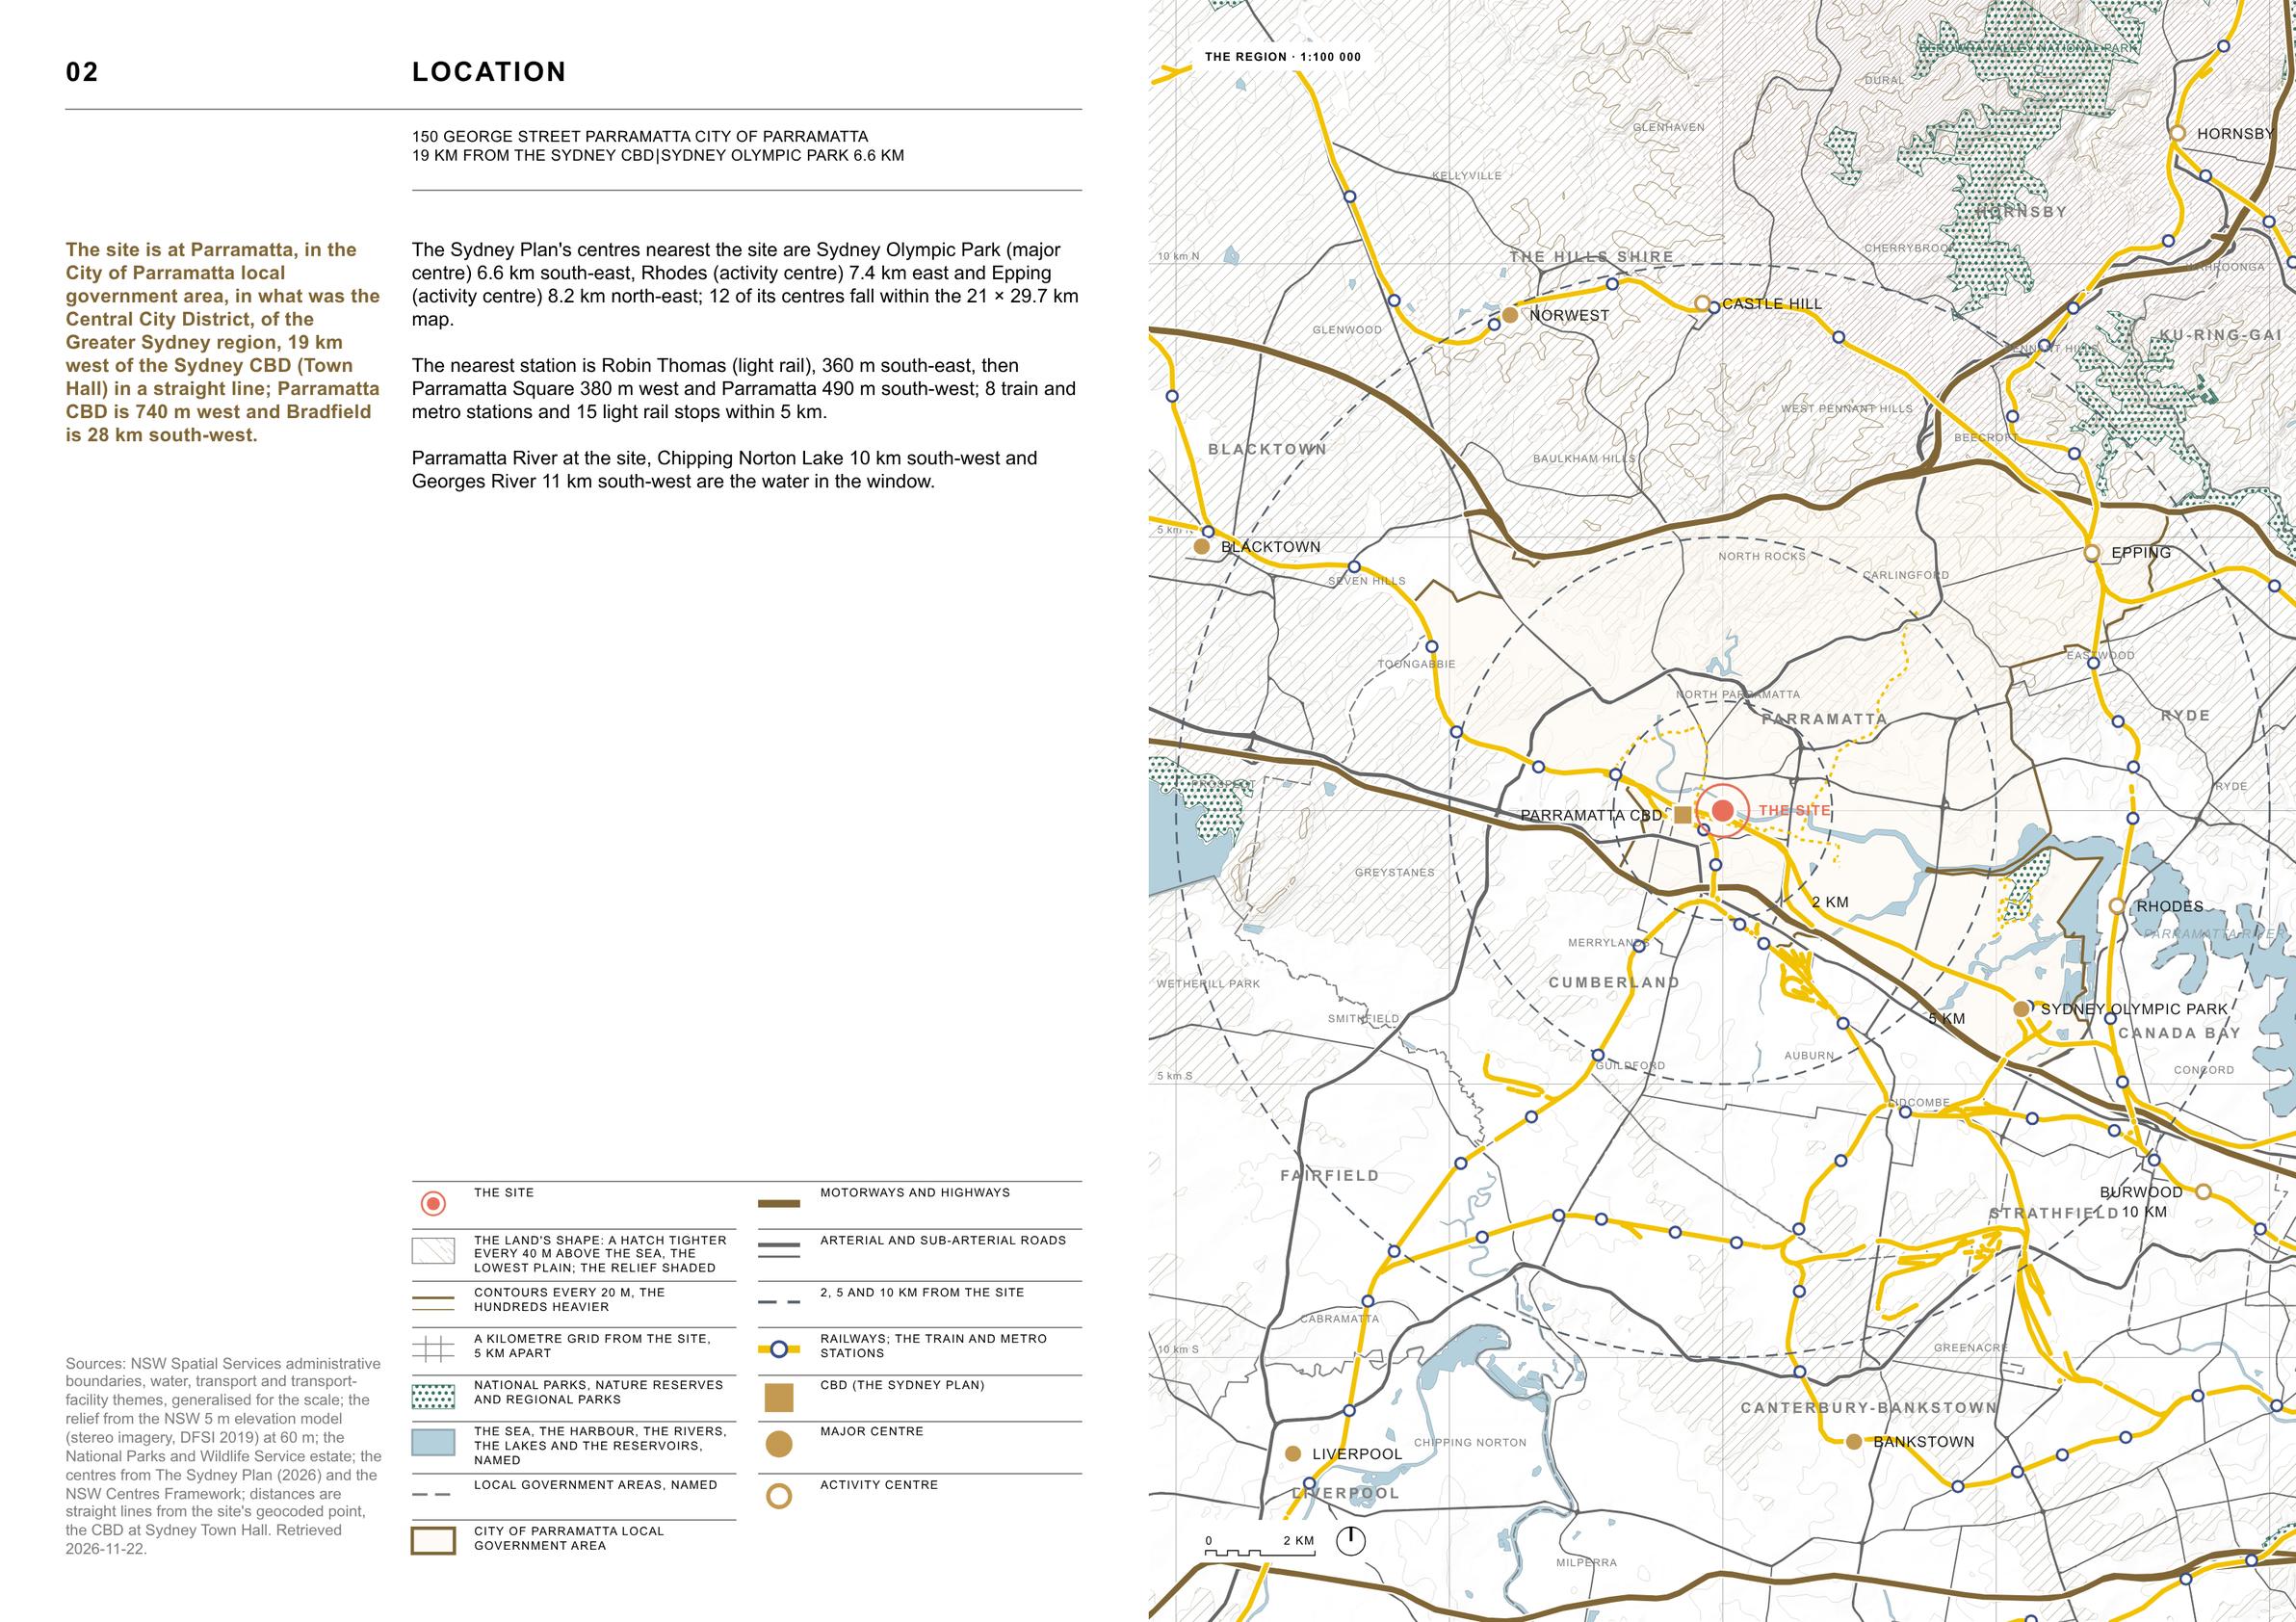 02
LOCATION
150 GEORGE STREET PARRAMATTA CITY OF PARRAMATTA
19 KM FROM THE SYDNEY CBD|SYDNEY OLYMPIC PARK 6.6 KM
The site is at Parramatta, in the
City of Parramatta local
government area, in what was the
Central City District, of the
Greater Sydney region, 19 km
west of the Sydney CBD (Town
Hall) in a straight line; Parramatta
CBD is 740 m west and Bradfield
is 28 km south-west.
The Sydney Plan's centres nearest the site are Sydney Olympic Park (major
centre) 6.6 km south-east, Rhodes (activity centre) 7.4 km east and Epping
(activity centre) 8.2 km north-east; 12 of its centres fall within the 21 × 29.7 km
map.
The nearest station is Robin Thomas (light rail), 360 m south-east, then
Parramatta Square 380 m west and Parramatta 490 m south-west; 8 train and
metro stations and 15 light rail stops within 5 km.
Parramatta River at the site, Chipping Norton Lake 10 km south-west and
Georges River 11 km south-west are the water in the window.
THE SITE
THE LAND'S SHAPE: A HATCH TIGHTER
EVERY 40 M ABOVE THE SEA, THE
LOWEST PLAIN; THE RELIEF SHADED
CONTOURS EVERY 20 M, THE
HUNDREDS HEAVIER
A KILOMETRE GRID FROM THE SITE,
5 KM APART
NATIONAL PARKS, NATURE RESERVES
AND REGIONAL PARKS
THE SEA, THE HARBOUR, THE RIVERS,
THE LAKES AND THE RESERVOIRS,
NAMED
LOCAL GOVERNMENT AREAS, NAMED
CITY OF PARRAMATTA LOCAL
GOVERNMENT AREA
MOTORWAYS AND HIGHWAYS
ARTERIAL AND SUB-ARTERIAL ROADS
2, 5 AND 10 KM FROM THE SITE
RAILWAYS; THE TRAIN AND METRO
STATIONS
CBD (THE SYDNEY PLAN)
MAJOR CENTRE
ACTIVITY CENTRE
Sources: NSW Spatial Services administrative
boundaries, water, transport and transport-
facility themes, generalised for the scale; the
relief from the NSW 5 m elevation model
(stereo imagery, DFSI 2019) at 60 m; the
National Parks and Wildlife Service estate; the
centres from The Sydney Plan (2026) and the
NSW Centres Framework; distances are
straight lines from the site's geocoded point,
the CBD at Sydney Town Hall. Retrieved
2026-11-22.
THE REGION · 1:100 000
BEROWRA VALLEY NATIONAL PARK
DURAL
GLENHAVEN
HORNSBY
KELLYVILLE
HORNSBY
CHERRYBROOK
THE HILLS SHIRE
10 km N
WAHROONGA
CASTLE HILL
NORWEST
GLENWOOD
KU-RING-GAI
PENNANT HILLS
WEST PENNANT HILLS
BEECROFT
BLACKTOWN
BAULKHAM HILLS
5 km N
BLACKTOWN
NORTH ROCKS
EPPING
CARLINGFORD
SEVEN HILLS
EASTWOOD
TOONGABBIE
NORTH PARRAMATTA
PARRAMATTA
RYDE
PROSPECT
RYDE
PARRAMATTA CBD
THE SITE
GREYSTANES
2 KM
RHODES
PARRAMATTA RIVER
MERRYLANDS
WETHERILL PARK
CUMBERLAND
SYDNEY OLYMPIC PARK
SMITHFIELD
5 KM
CANADA BAY
AUBURN
GUILDFORD
CONCORD
5 km S
LIDCOMBE
FAIRFIELD
BURWOOD
STRATHFIELD
10 KM
CABRAMATTA
GREENACRE
10 km S
CANTERBURY-BANKSTOWN
CHIPPING NORTON
BANKSTOWN
LIVERPOOL
LIVERPOOL
0 2 KM
MILPERRA